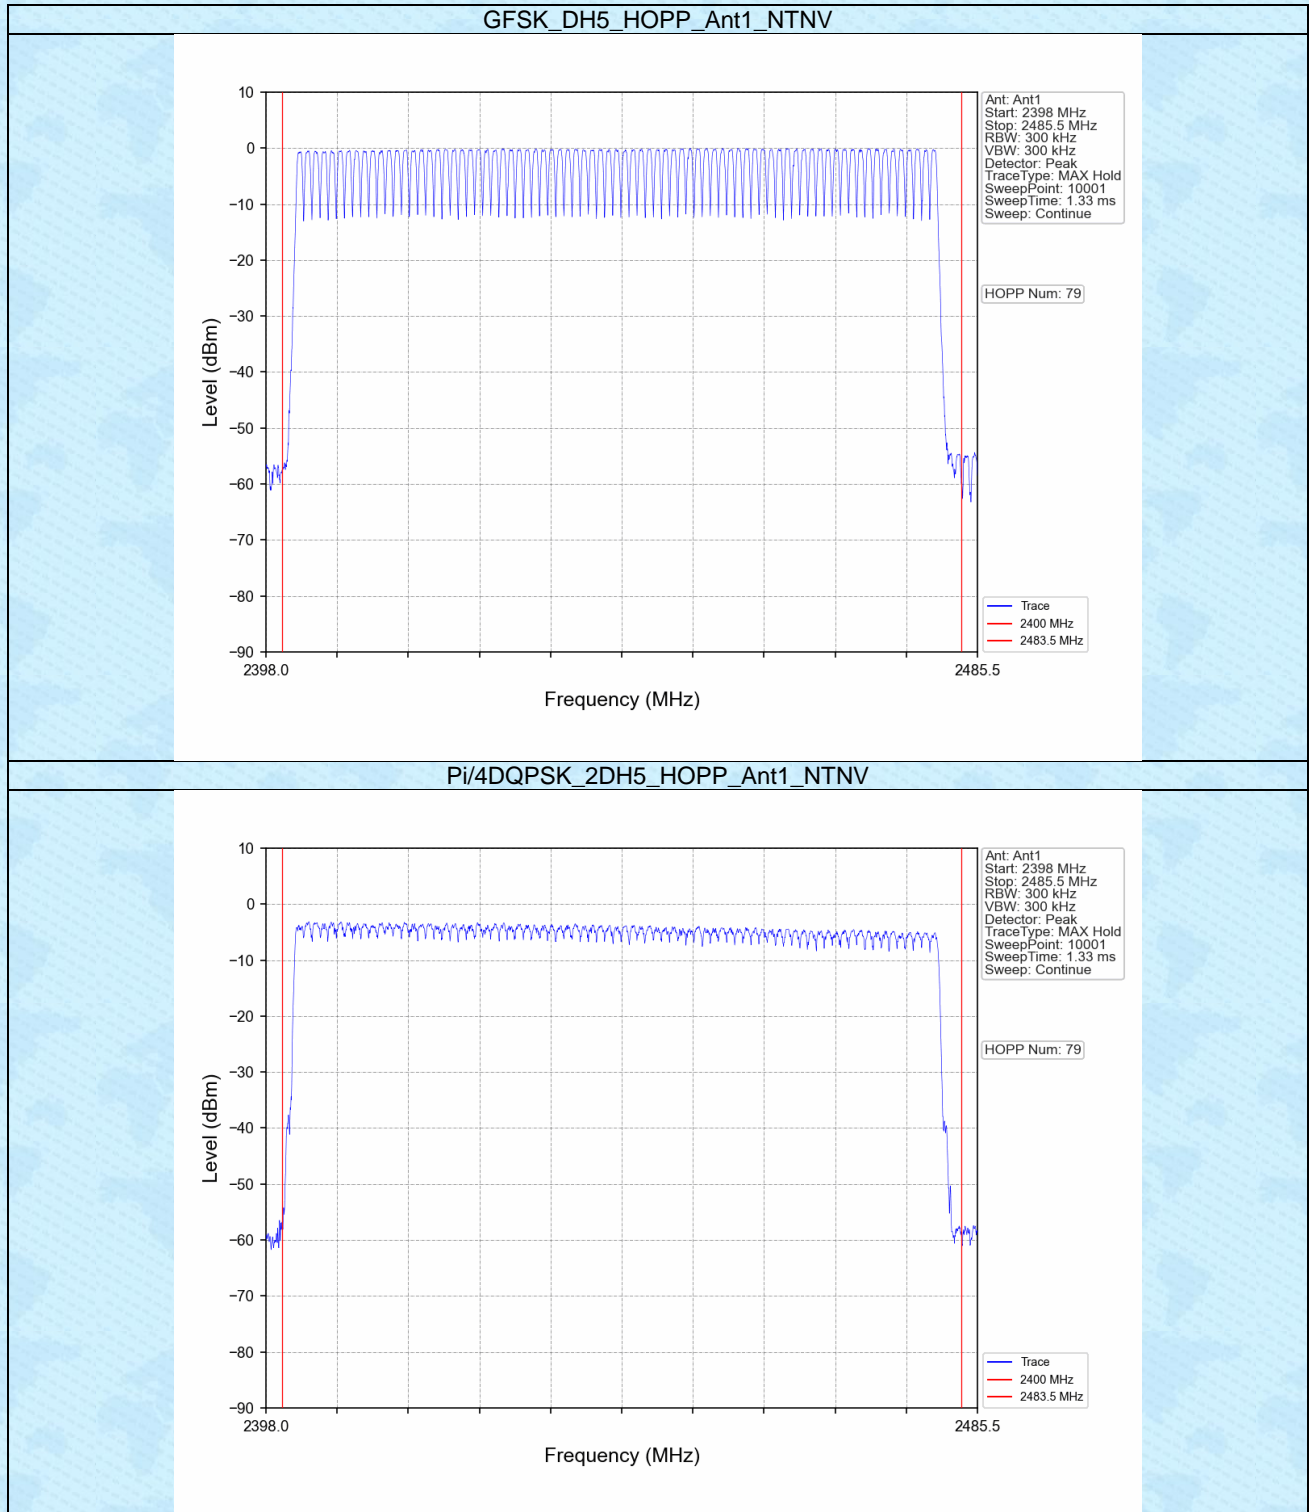 GFSK_DH5_HOPP_Ant1_NTNV
10
0
−10
−20
−30
−40
−50
−60
−70
−80
−90
Level (dBm)
2398.0
2485.5
Frequency (MHz)
Ant: Ant1
Start: 2398 MHz
Stop: 2485.5 MHz
RBW: 300 kHz
VBW: 300 kHz
Detector: Peak
TraceType: MAX Hold
SweepPoint: 10001
SweepTime: 1.33 ms
Sweep: Continue
HOPP Num: 79
Trace
2400 MHz
2483.5 MHz
Pi/4DQPSK_2DH5_HOPP_Ant1_NTNV
10
0
−10
−20
−30
−40
−50
−60
−70
−80
−90
Level (dBm)
2398.0
2485.5
Frequency (MHz)
Ant: Ant1
Start: 2398 MHz
Stop: 2485.5 MHz
RBW: 300 kHz
VBW: 300 kHz
Detector: Peak
TraceType: MAX Hold
SweepPoint: 10001
SweepTime: 1.33 ms
Sweep: Continue
HOPP Num: 79
Trace
2400 MHz
2483.5 MHz